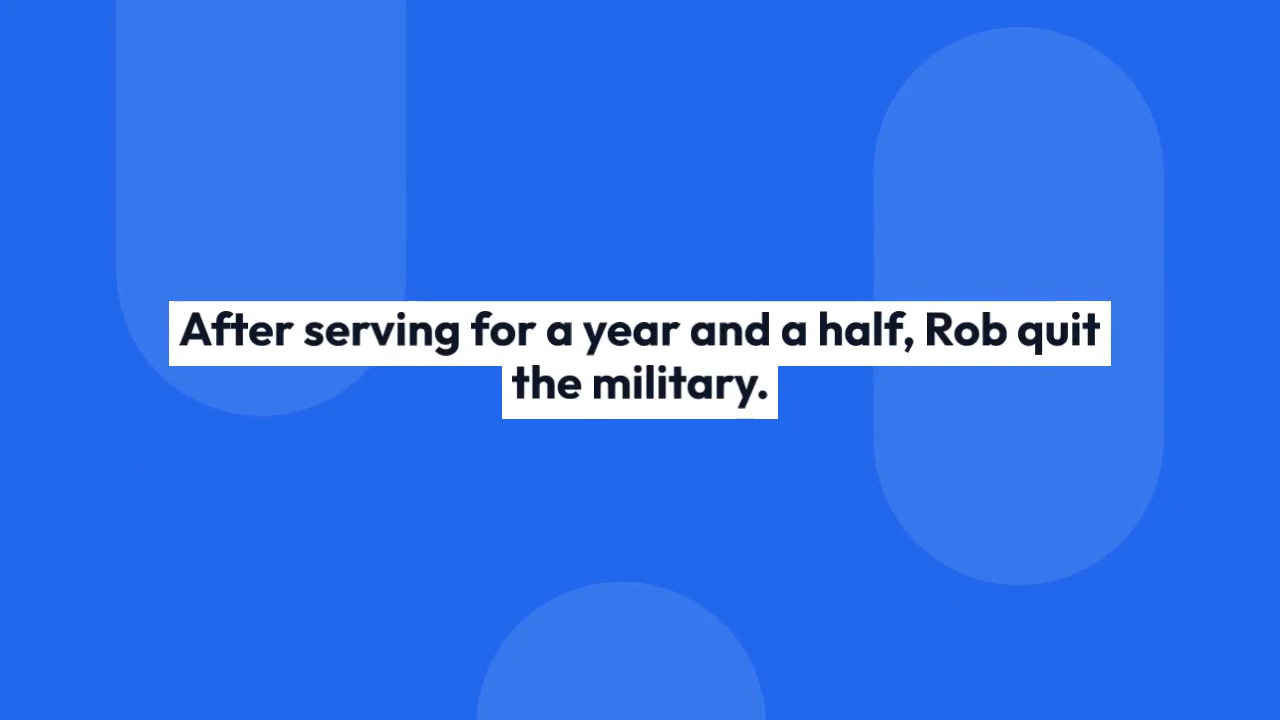 After serving for a year and a half, Rob quit
the military.